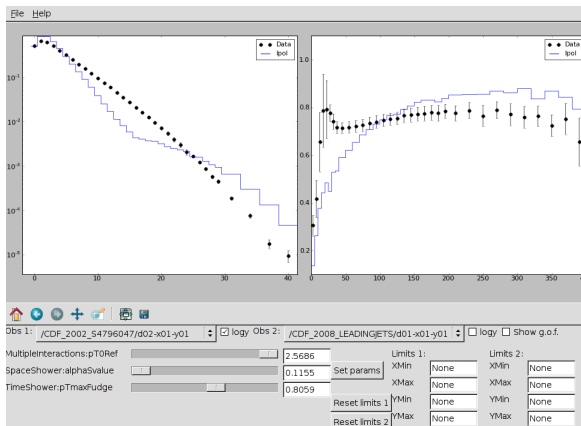 File Help
Data
Ipol
10⁻¹
10⁻²
10⁻³
10⁻⁴
10⁻⁵
0 10 20 30 40
Data
Ipol
1.0
0.8
0.6
0.4
0.2
0 50 100 150 200 250 300 350
Obs 1: /CDF_2002_S4796047/d02-x01-y01 logy Obs 2: /CDF_2008_LEADINGJETS/d01-x01-y01 logy Show g.o.f.
MultipleInteractions:pT0Ref 2.5686
SpaceShower:alphaSvalue 0.1155
TimeShower:pTmaxFudge 0.8059
Set params
Reset limits 1
Reset limits 2
Limits 1:
XMin None
XMax None
YMin None
YMax None
Limits 2:
XMin None
XMax None
YMin None
YMax None